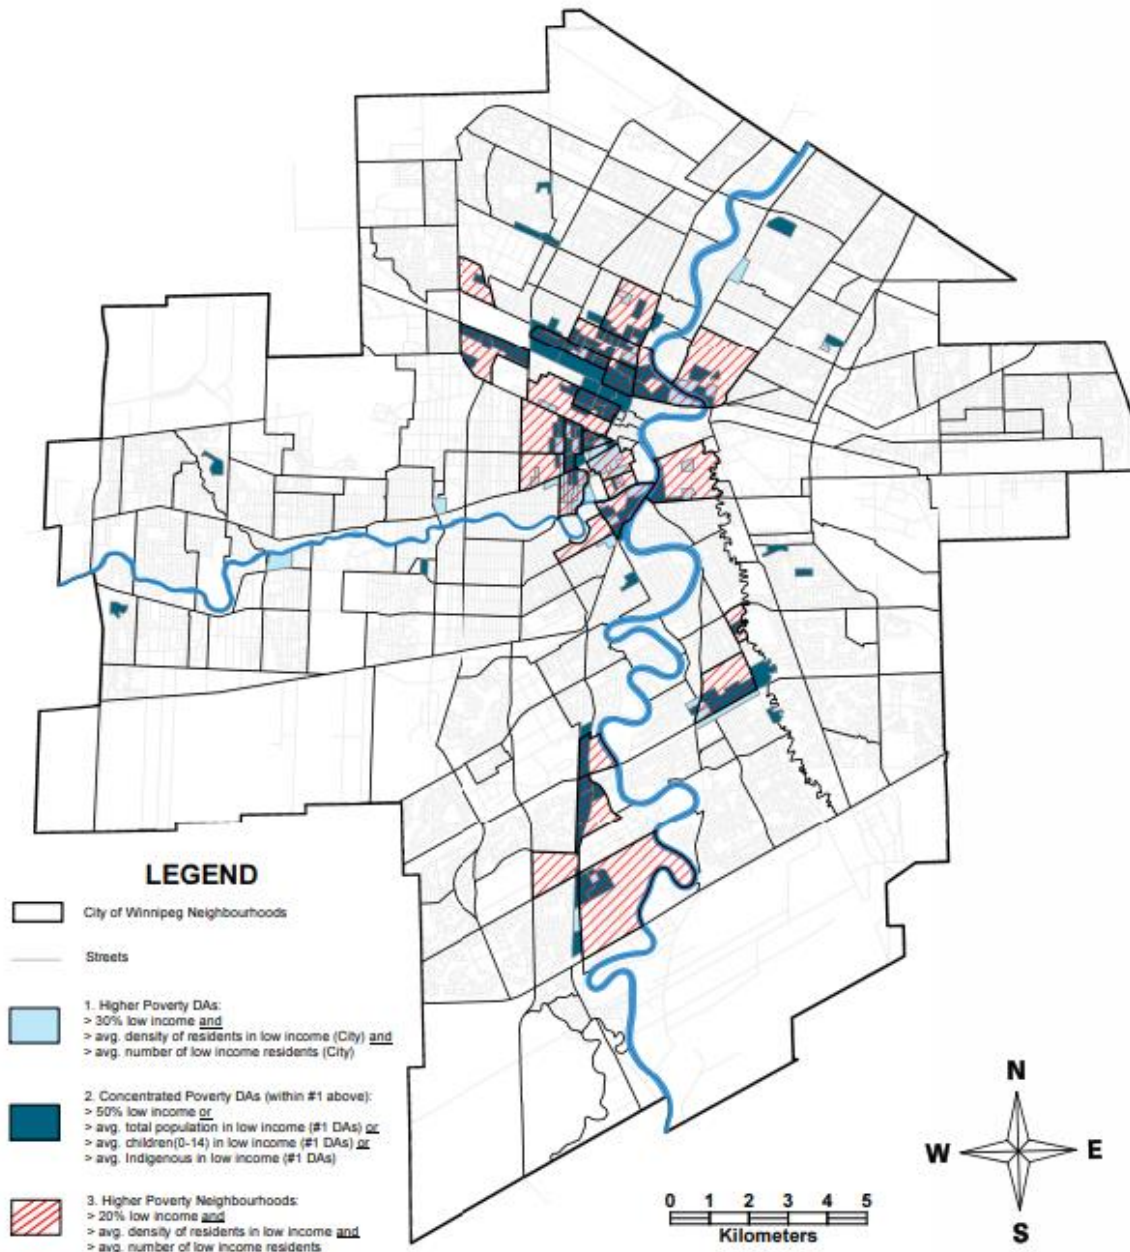 LEGEND
City of Winnipeg Neighbourhoods
Streets
1. Higher Poverty DAs:
> 30% low income and
> avg. density of residents in low income (City) and
> avg. number of low income residents (City)
2. Concentrated Poverty DAs (within #1 above):
> 50% low income or
> avg. total population in low income (#1 DAs) or
> avg. children(0-14) in low income (#1 DAs) or
> avg. Indigenous in low income (#1 DAs)
3. Higher Poverty Neighbourhoods:
> 20% low income and
> avg. density of residents in low income and
> avg. number of low income residents
0 1 2 3 4 5
Kilometers
N
W E
S